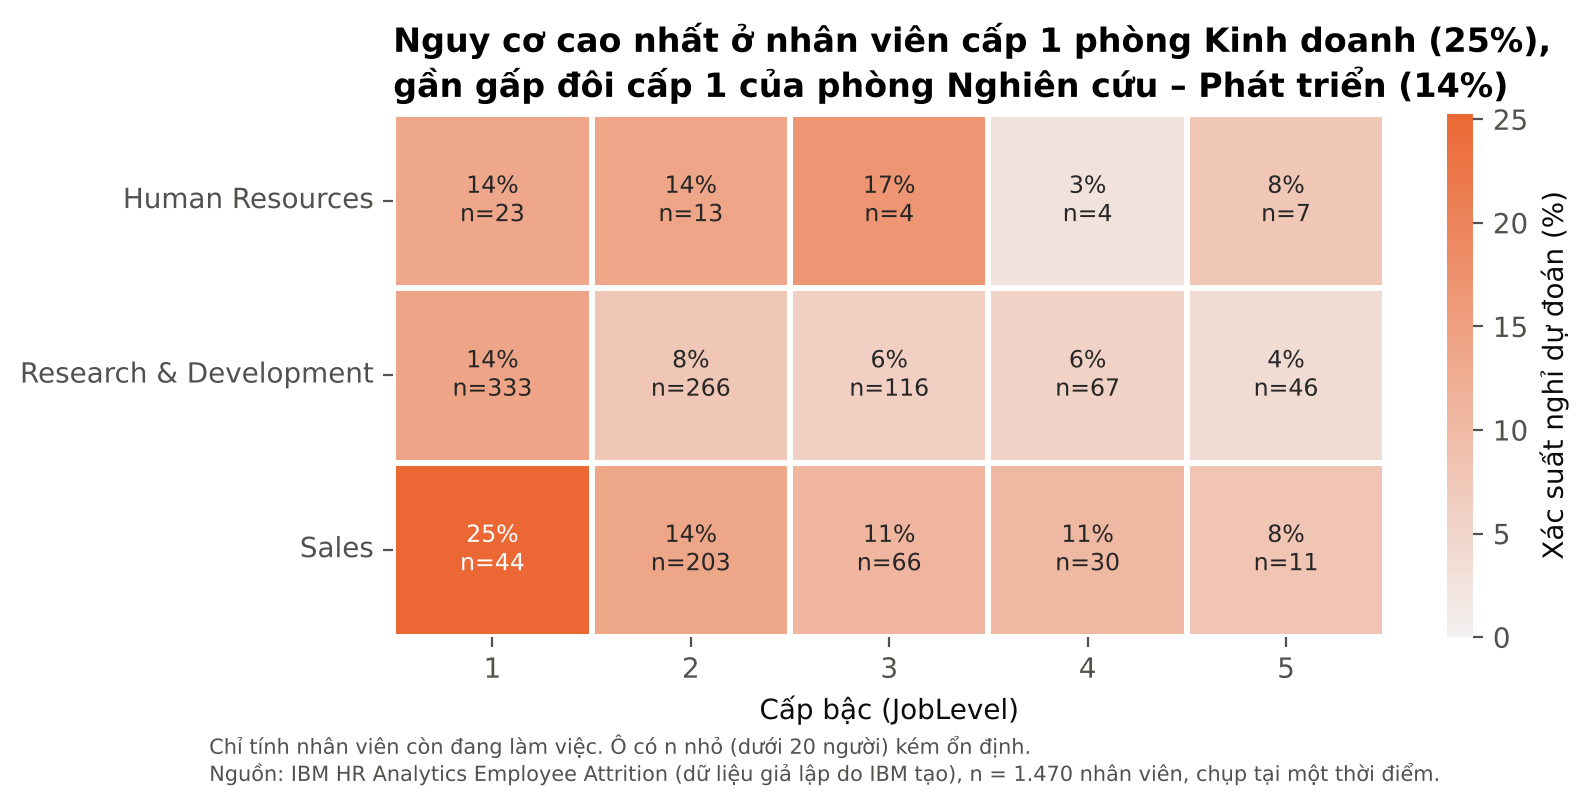 Nguy cơ cao nhất ở nhân viên cấp 1 phòng Kinh doanh (25%),
gần gấp đôi cấp 1 của phòng Nghiên cứu – Phát triển (14%)
Human Resources
14%
n=23
14%
n=13
17%
n=4
3%
n=4
8%
n=7
Research & Development
14%
n=333
8%
n=266
6%
n=116
6%
n=67
4%
n=46
Sales
25%
n=44
14%
n=203
11%
n=66
11%
n=30
8%
n=11
1
2
3
4
5
Cấp bậc (JobLevel)
25
20
15
10
5
0
Xác suất nghỉ dự đoán (%)
Chỉ tính nhân viên còn đang làm việc. Ô có n nhỏ (dưới 20 người) kém ổn định.
Nguồn: IBM HR Analytics Employee Attrition (dữ liệu giả lập do IBM tạo), n = 1.470 nhân viên, chụp tại một thời điểm.